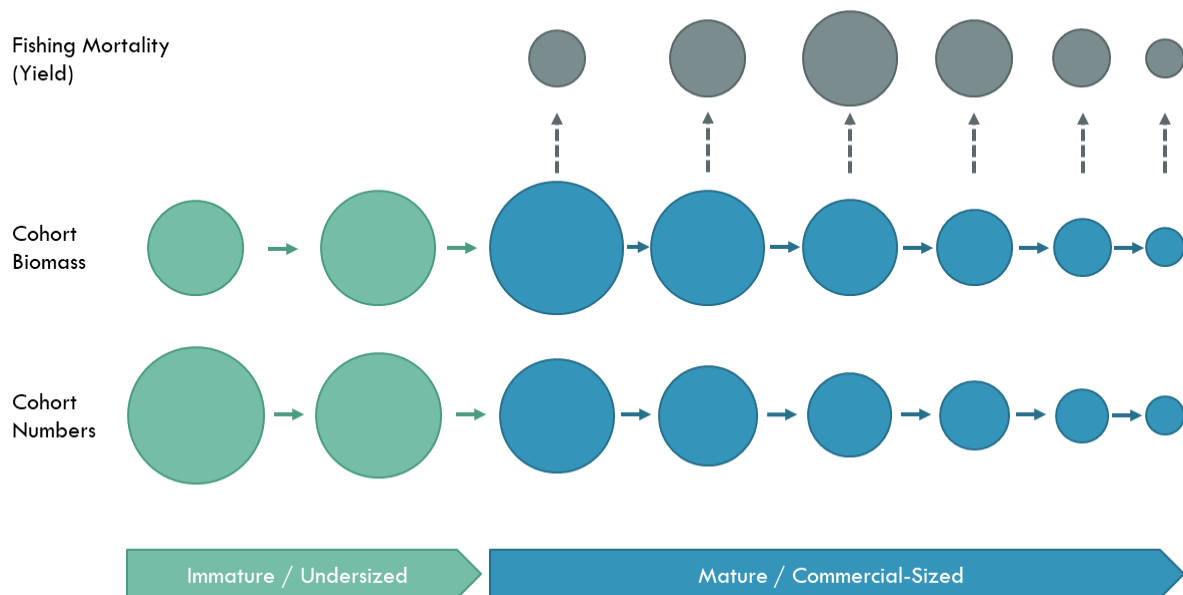 Fishing Mortality
(Yield)
Cohort
Biomass
Cohort
Numbers
Immature / Undersized
Mature / Commercial-Sized